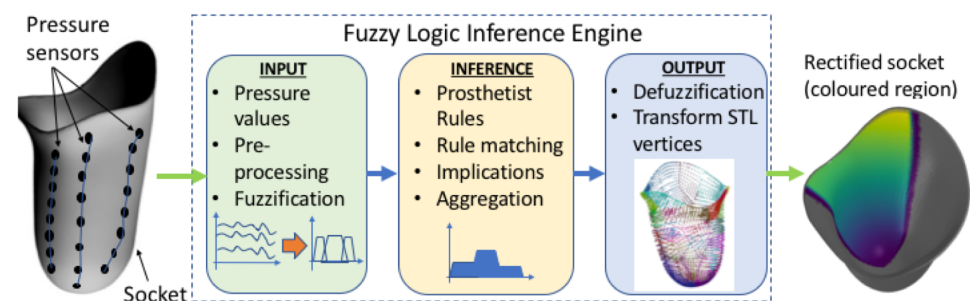 Pressure
sensors
Socket
Fuzzy Logic Inference Engine
INPUT
• Pressure
values
• Pre-
processing
• Fuzzification
INFERENCE
• Prosthetist
Rules
• Rule matching
• Implications
• Aggregation
OUTPUT
• Defuzzification
• Transform STL
vertices
Rectified socket
(coloured region)